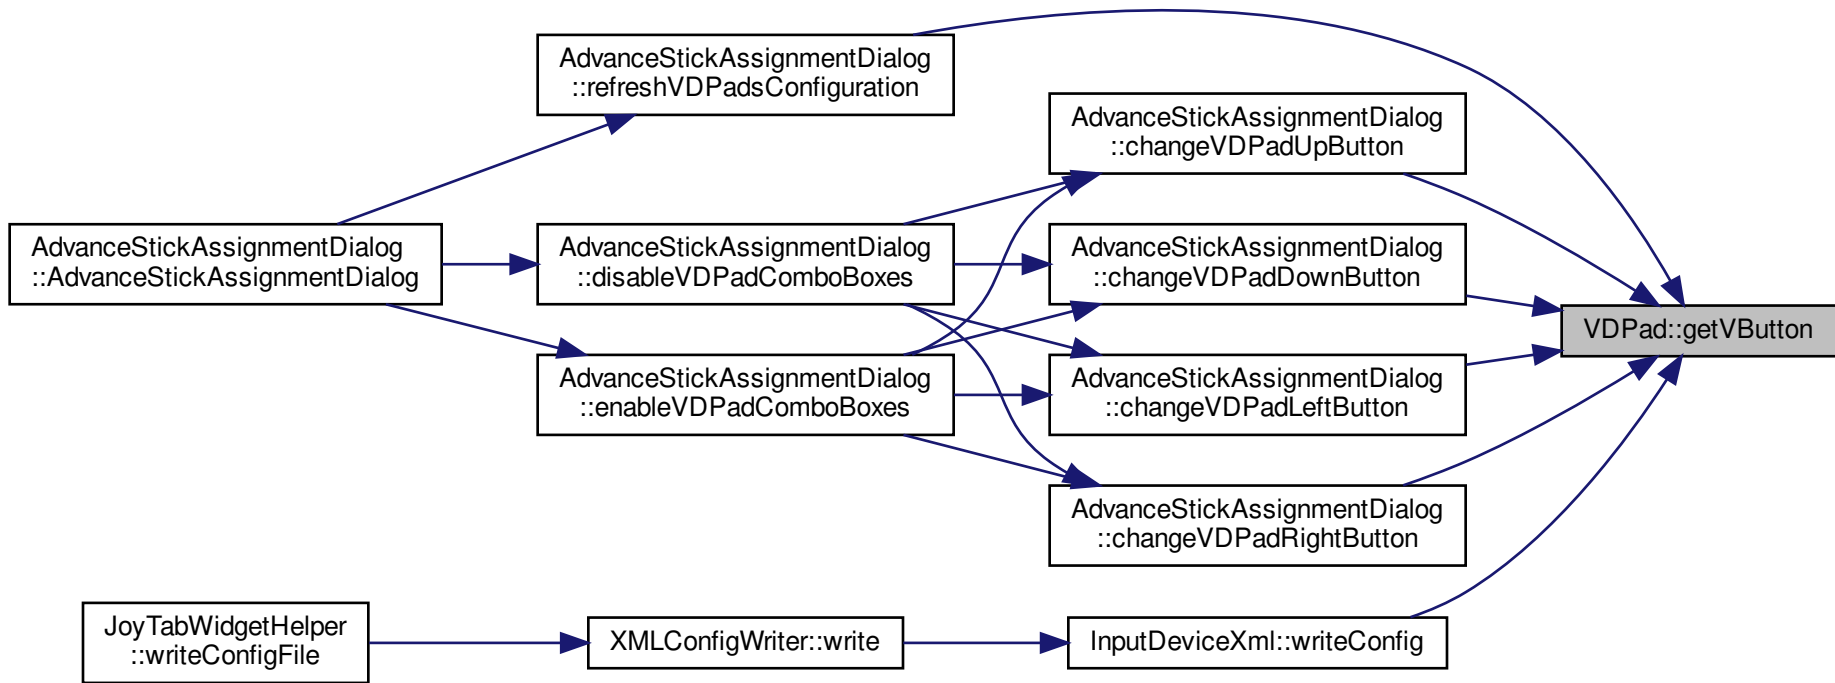 AdvanceStickAssignmentDialog
::refreshVDPadsConfiguration
AdvanceStickAssignmentDialog
::changeVDPadUpButton
AdvanceStickAssignmentDialog
::AdvanceStickAssignmentDialog
AdvanceStickAssignmentDialog
::disableVDPadComboBoxes
AdvanceStickAssignmentDialog
::changeVDPadDownButton
VDPad::getVButton
AdvanceStickAssignmentDialog
::enableVDPadComboBoxes
AdvanceStickAssignmentDialog
::changeVDPadLeftButton
AdvanceStickAssignmentDialog
::changeVDPadRightButton
JoyTabWidgetHelper
::writeConfigFile
XMLConfigWriter::write
InputDeviceXml::writeConfig